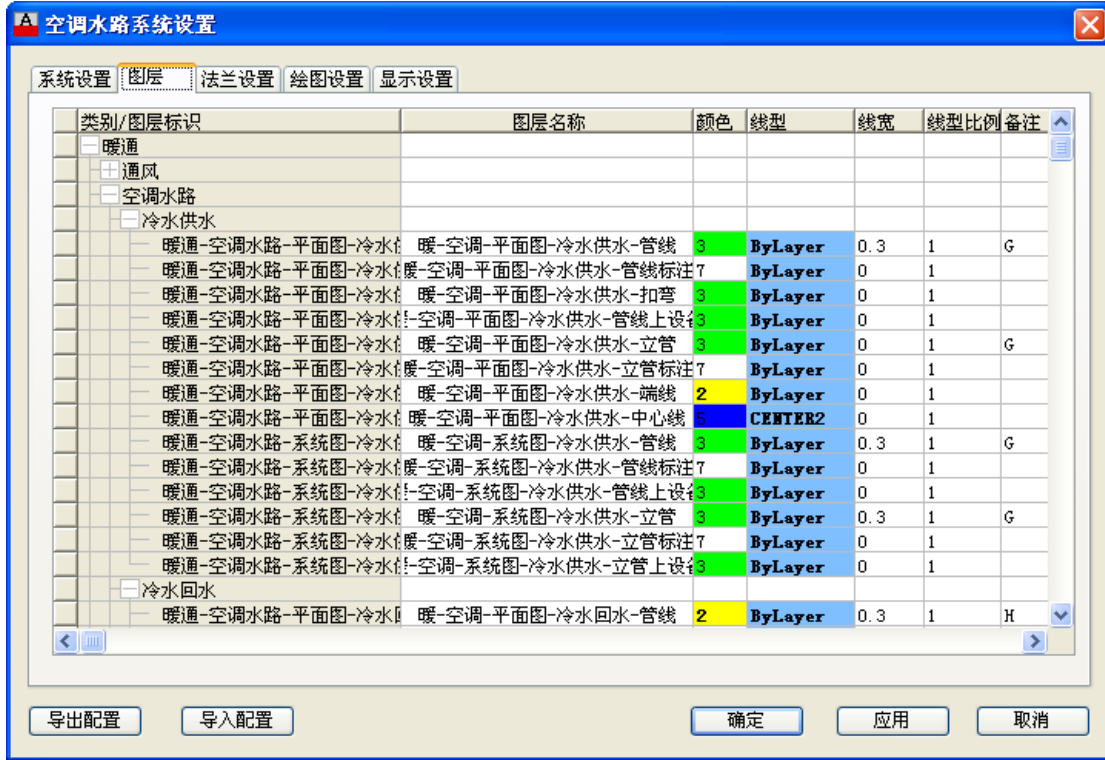 空调水路系统设置
系统设置 图层 法兰设置 绘图设置 显示设置
类别/图层标识 图层名称 颜色 线型 线宽 线型比例 备注
暖通
通风
空调水路
冷水供水
暖通-空调水路-平面图-冷水 暖-空调-平面图-冷水供水-管线 3 ByLayer 0.3 1 G
暖通-空调水路-平面图-冷水 暖-空调-平面图-冷水供水-管线标注 7 ByLayer 0 1
暖通-空调水路-平面图-冷水 暖-空调-平面图-冷水供水-扣弯 3 ByLayer 0 1
暖通-空调水路-平面图-冷水 -空调-平面图-冷水供水-管线上设 3 ByLayer 0 1
暖通-空调水路-平面图-冷水 暖-空调-平面图-冷水供水-立管 3 ByLayer 0 1 G
暖通-空调水路-平面图-冷水 暖-空调-平面图-冷水供水-立管标注 7 ByLayer 0 1
暖通-空调水路-平面图-冷水 暖-空调-平面图-冷水供水-端线 2 ByLayer 0 1
暖通-空调水路-平面图-冷水 暖-空调-平面图-冷水供水-中心线 5 CENTER2 0 1
暖通-空调水路-系统图-冷水 暖-空调-系统图-冷水供水-管线 3 ByLayer 0.3 1 G
暖通-空调水路-系统图-冷水 暖-空调-系统图-冷水供水-管线标注 7 ByLayer 0 1
暖通-空调水路-系统图-冷水 -空调-系统图-冷水供水-管线上设 3 ByLayer 0 1
暖通-空调水路-系统图-冷水 暖-空调-系统图-冷水供水-立管 3 ByLayer 0.3 1 G
暖通-空调水路-系统图-冷水 暖-空调-系统图-冷水供水-立管标注 7 ByLayer 0 1
暖通-空调水路-系统图-冷水 -空调-系统图-冷水供水-立管上设 3 ByLayer 0 1
冷水回水
暖通-空调水路-平面图-冷水 暖-空调-平面图-冷水回水-管线 2 ByLayer 0.3 1 H
导出配置 导入配置 确定 应用 取消